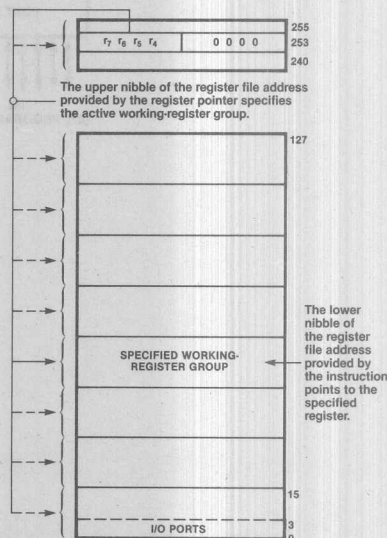 255
r7 r6 r5 r4 0 0 0 0 253
240
The upper nibble of the register file address
provided by the register pointer specifies
the active working-register group.
127
The lower
nibble of
the register
file address
provided by
the instruction
points to the
specified
register.
SPECIFIED WORKING-
REGISTER GROUP
15
3
I/O PORTS
0